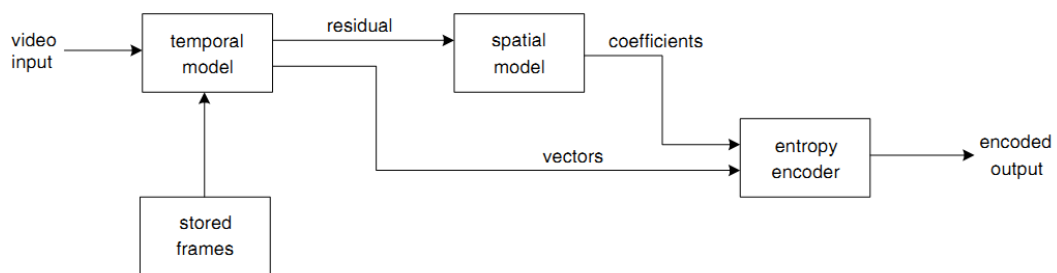 video
input
temporal
model
residual
spatial
model
coefficients
vectors
entropy
encoder
encoded
output
stored
frames